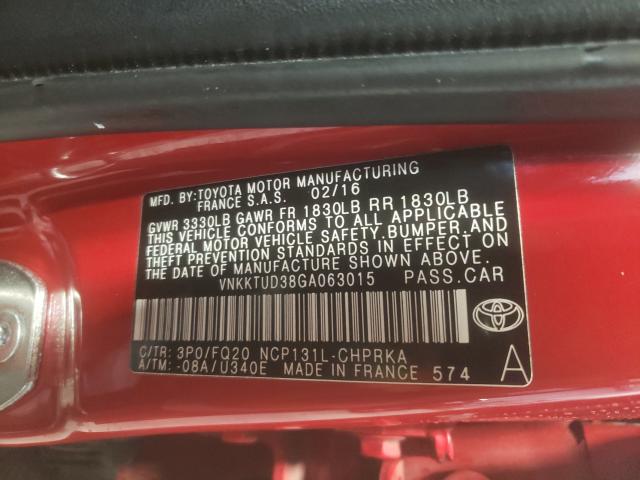 MFD. BY: TOYOTA MOTOR MANUFACTURING
FRANCE S.A.S. 02/16
GVWR 3330LB GAWR FR 1830LB RR 1830LB
THIS VEHICLE CONFORMS TO ALL APPLICABLE
FEDERAL MOTOR VEHICLE SAFETY, BUMPER, AND
THEFT PREVENTION STANDARDS IN EFFECT ON
THE DATE OF MANUFACTURE SHOWN ABOVE.
VNKKTUD38GA063015 PASS.CAR
C/TR: 3P0/FQ20 NCP131L-CHPRKA
A/TM: -08A/U340E MADE IN FRANCE 574
A